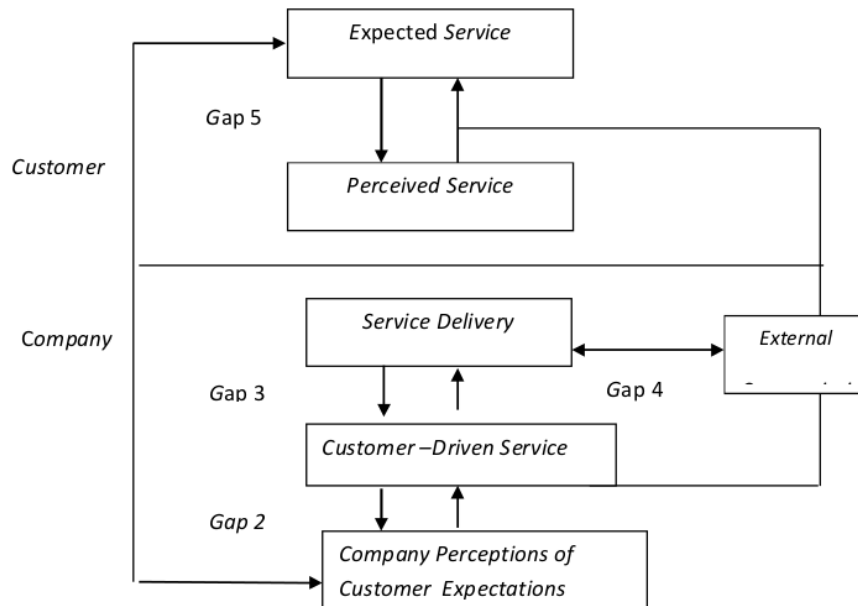 Expected Service
Gap 5
Customer
Perceived Service
Company
Service Delivery
External
Gap 3
Gap 4
Customer –Driven Service
Gap 2
Company Perceptions of
Customer Expectations